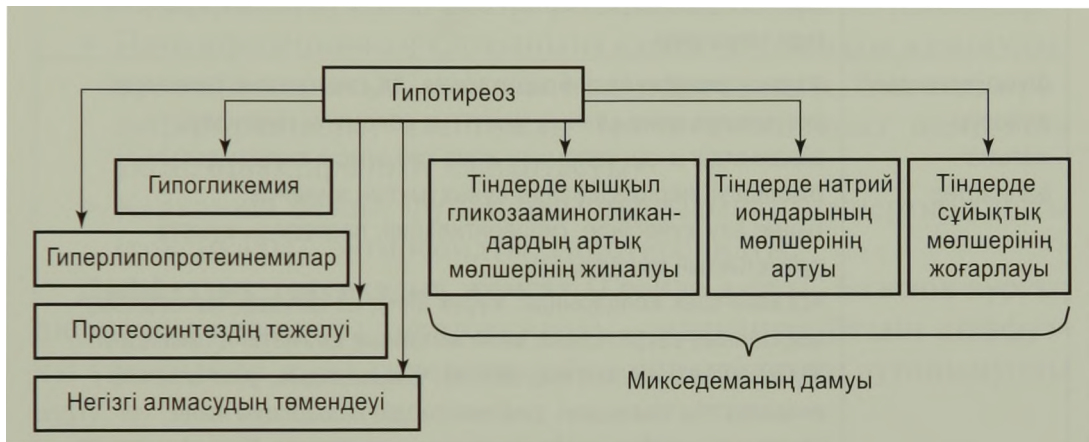 Гипотиреоз
Гипогликемия
Гиперлипопротеинемилар
Протеосинтездің тежелуі
Негізгі алмасудың төмендеуі
Тіндерде қышқыл
гликозааминогликан-
дардың артық
мөлшерінің жиналуы
Тіндерде натрий
иондарының
мөлшерінің
артуы
Тіндерде
сұйықтық
мөлшерінің
жоғарлауы
Микседеманың дамуы